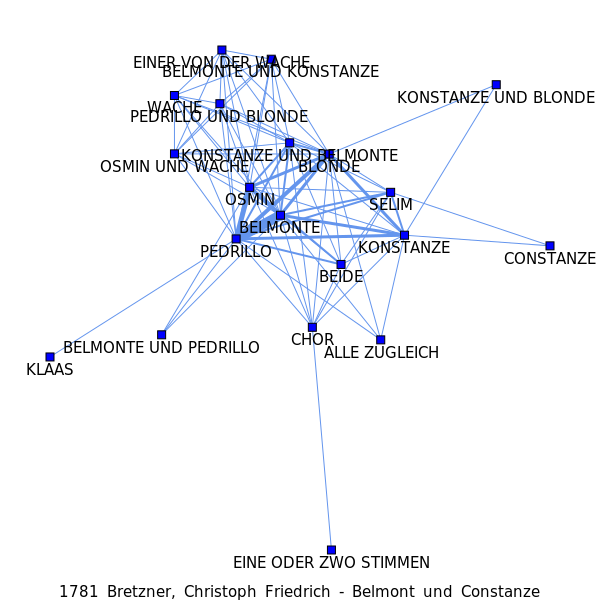 EINER VON DER WACHE
BELMONTE UND KONSTANZE
KONSTANZE UND BLONDE
WACHE
PEDRILLO UND BLONDE
KONSTANZE UND BELMONTE
OSMIN UND WACHE
BLONDE
OSMIN
SELIM
BELMONTE
PEDRILLO
KONSTANZE
CONSTANZE
BEIDE
CHOR
BELMONTE UND PEDRILLO
ALLE ZUGLEICH
KLAAS
EINE ODER ZWO STIMMEN
1781 Bretzner, Christoph Friedrich - Belmont und Constanze